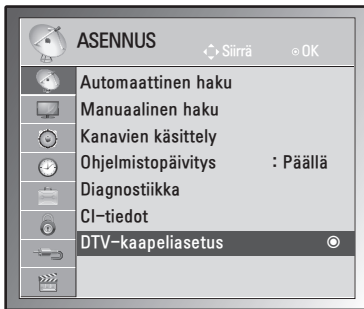 ASENNUS
Siirrä OK
Automaattinen haku
Manuaalinen haku
Kanavien käsittely
Ohjelmistopäivitys : Päällä
Diagnostiikka
CI-tiedot
DTV-kaapeliasetus